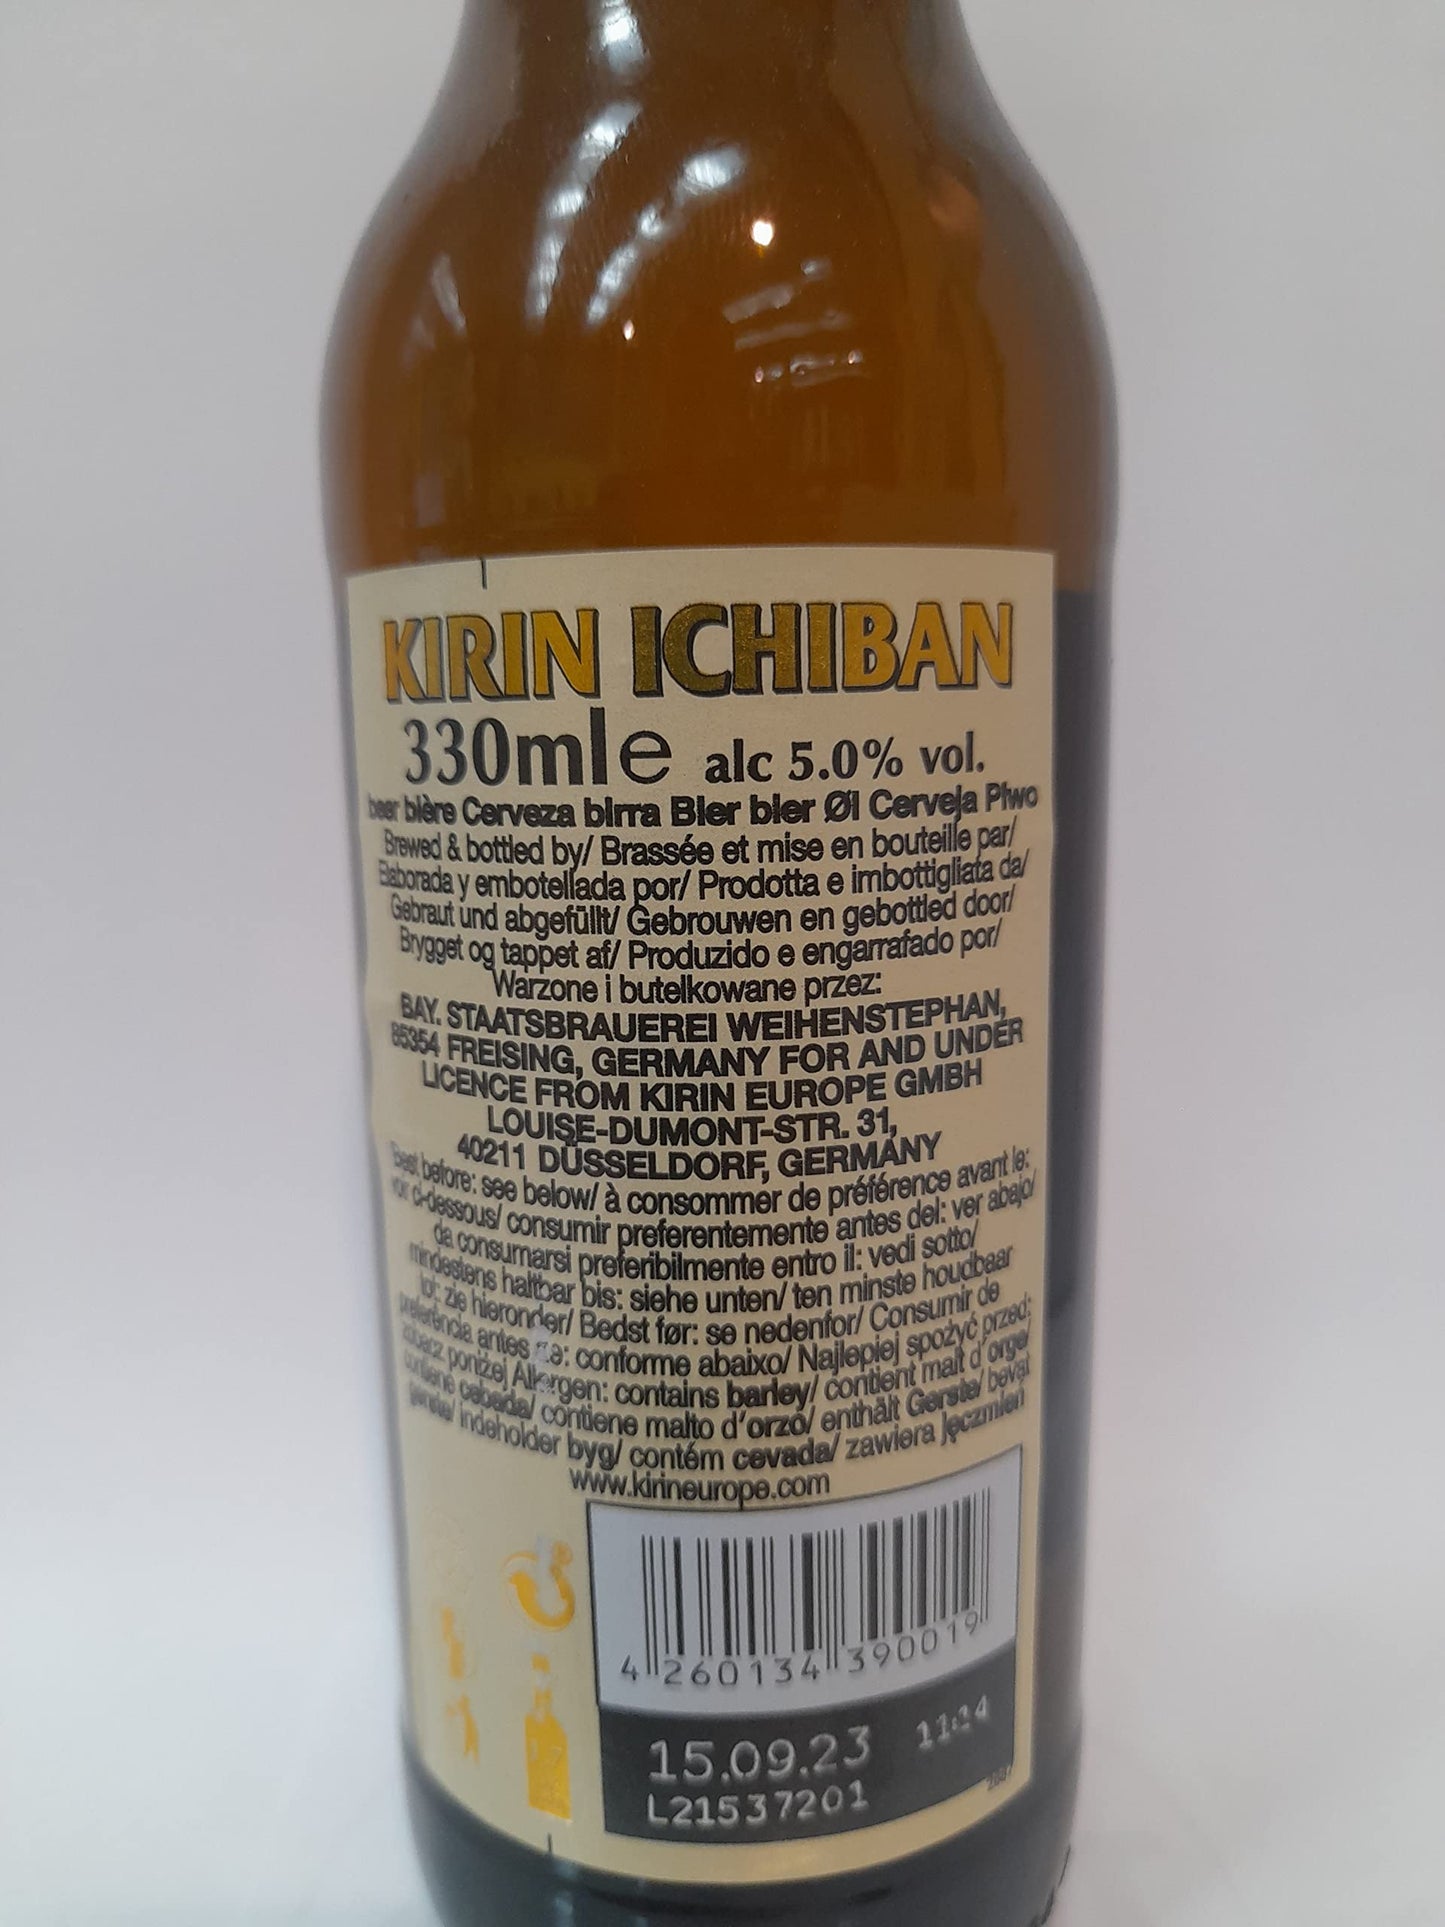 KIRIN ICHIBAN
330mle alc 5.0% vol.
beer bière Cerveza birra Bier bier Øl Cerveja Piwo
Brewed & bottled by/ Brassée et mise en bouteille par/
Elaborada y embotellada por/ Prodotta e imbottigliata da/
Gebraut und abgefüllt/ Gebrouwen en gebottled door/
Brygget og tappet af/ Produzido e engarrafado por/
Warzone i butelkowane przez:
BAY. STAATSBRAUEREI WEIHENSTEPHAN,
85354 FREISING, GERMANY FOR AND UNDER
LICENCE FROM KIRIN EUROPE GMBH
LOUISE-DUMONT-STR. 31,
40211 DÜSSELDORF, GERMANY
Best before: see below/ à consommer de préférence avant le:
voir ci-dessous/ consumir preferentemente antes del: ver abajo/
da consumarsi preferibilmente entro il: vedi sotto/
mindestens haltbar bis: siehe unten/ ten minste houdbaar
tot: zie hieronder/ Bedst før: se nedenfor/ Consumir de
preferência antes de: conforme abaixo/ Najlepiej spożyć przed:
zobacz poniżej Allergen: contains barley/ contient malt d'orge/
contiene cebada/ contiene malto d'orzo/ enthält Gerste/ bevat
gerste/ indeholder byg/ contém cevada/ zawiera jęczmień
www.kirineurope.com
4 260134 390019
15.09.23 11:14
L21537201